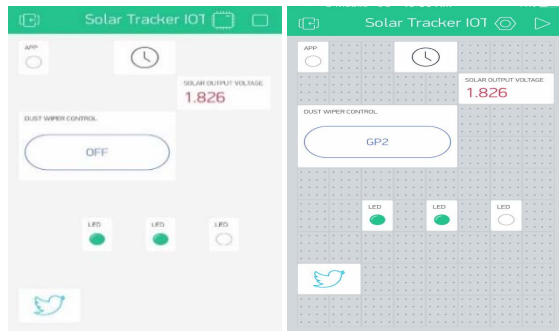 Solar Tracker IOT
APP
SOLAR OUTPUT VOLTAGE
1.826
DUST WIPER CONTROL
OFF
LED
LED
LED
Solar Tracker IOT
APP
SOLAR OUTPUT VOLTAGE
1.826
DUST WIPER CONTROL
GP2
LED
LED
LED